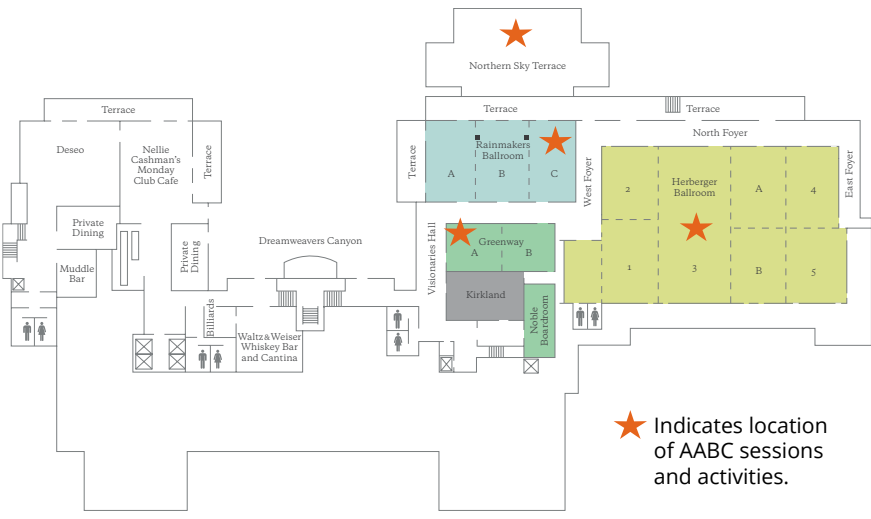 Northern Sky Terrace
Terrace
Terrace
Terrace
North Foyer
Deseo
Nellie
Cashman's
Monday
Club Cafe
Terrace
Terrace
Rainmakers
Ballroom
A
B
C
West Foyer
2
Herberger
Ballroom
A
4
East Foyer
Private
Dining
Muddle
Bar
Private
Dining
Dreamweavers Canyon
Visionaries Hall
Greenway
A
B
1
3
B
5
Kirkland
Noble
Boardroom
Billiards
Waltz&Weiser
Whiskey Bar
and Cantina
Indicates location
of AABC sessions
and activities.